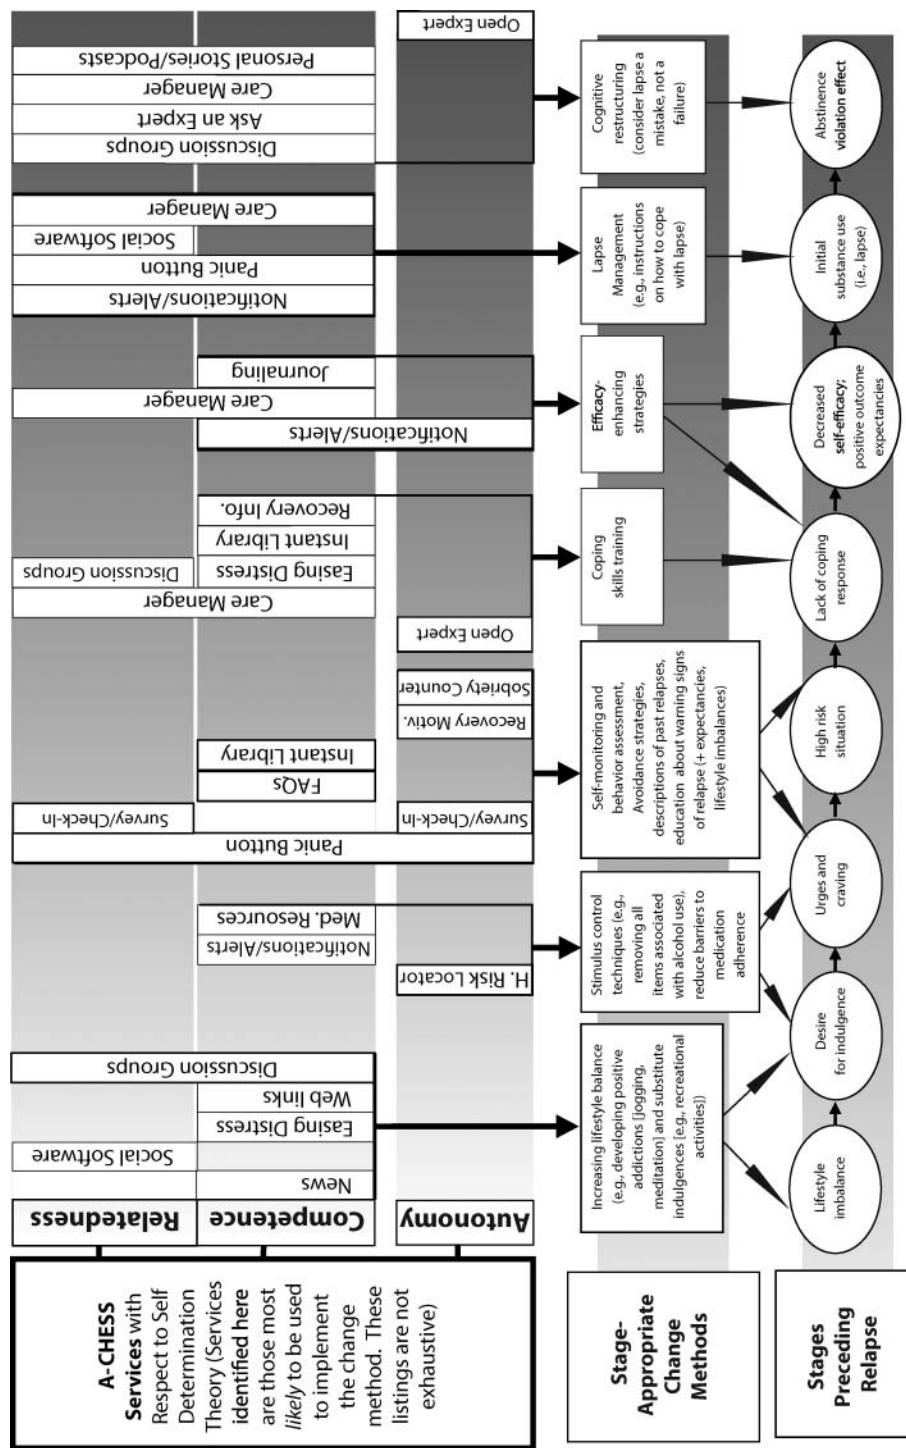 A-CHESS
Services with
Respect to Self
Determination
Theory (Services
identified here
are those most
likely to be used
to implement
the change
method. These
listings are not
exhaustive)
Relatedness
Competence
Autonomy
News
Social Software
Easing Distress
Web links
Discussion Groups
H. Risk Locator
Notifications/Alerts
Med. Resources
Panic Button
Survey/Check-In
Survey/Check-In
FAQs
Instant Library
Recovery Motiv.
Sobriety Counter
Open Expert
Care Manager
Discussion Groups
Easing Distress
Instant Library
Recovery Info.
Notifications/Alerts
Care Manager
Journaling
Notifications/Alerts
Panic Button
Social Software
Care Manager
Discussion Groups
Ask an Expert
Care Manager
Personal Stories/Podcasts
Open Expert
Stage-
Appropriate
Change
Methods
Increasing lifestyle balance
(e.g., developing positive
addictions [jogging,
meditation] and substitute
indulgences [e.g., recreational
activities])
Stimulus control
techniques (e.g.,
removing all
items associated
with alcohol use),
reduce barriers to
medication
adherence
Self-monitoring and
behavior assessment,
Avoidance strategies,
descriptions of past relapses,
education about warning signs
of relapse (+ expectancies,
lifestyle imbalances)
Coping
skills training
Efficacy-
enhancing
strategies
Lapse
Management
(e.g., instructions
on how to cope
with lapse)
Cognitive
restructuring
(consider lapse a
mistake, not a
failure)
Stages
Preceding
Relapse
Lifestyle
imbalance
Desire
for indulgence
Urges and
craving
High risk
situation
Lack of coping
response
Decreased
self-efficacy;
positive outcome
expectancies
Initial
substance use
(i.e., lapse)
Abstinence
violation effect